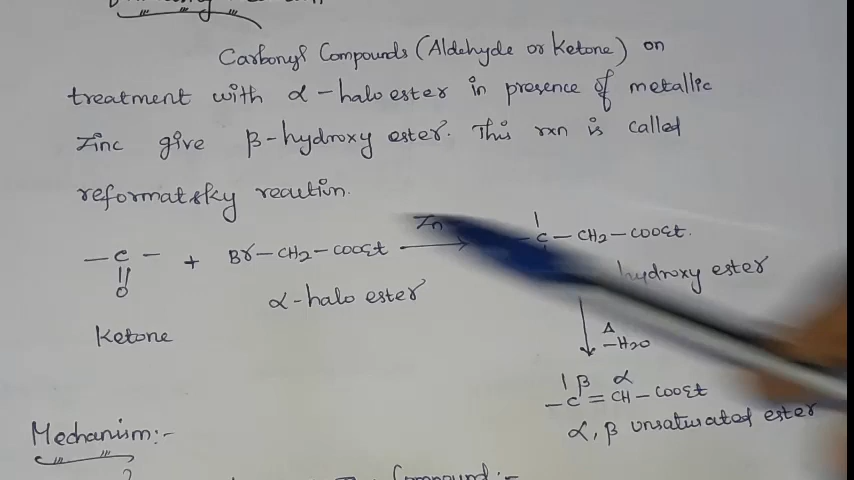 Carbonyl Compounds (Aldehyde or Ketone) on
treatment with α-halo ester in presence of metallic
Zinc give β-hydroxy ester. This rxn is called
reformatsky reaction.
Zn
— C — + Br—CH2—COOEt → — C — CH2—COOEt.
||
O
α-halo ester
hydroxy ester
Ketone
Δ
—H2O
β α
— C = CH — COOEt
α, β unsaturated ester
Mechanism:-
Compound:-